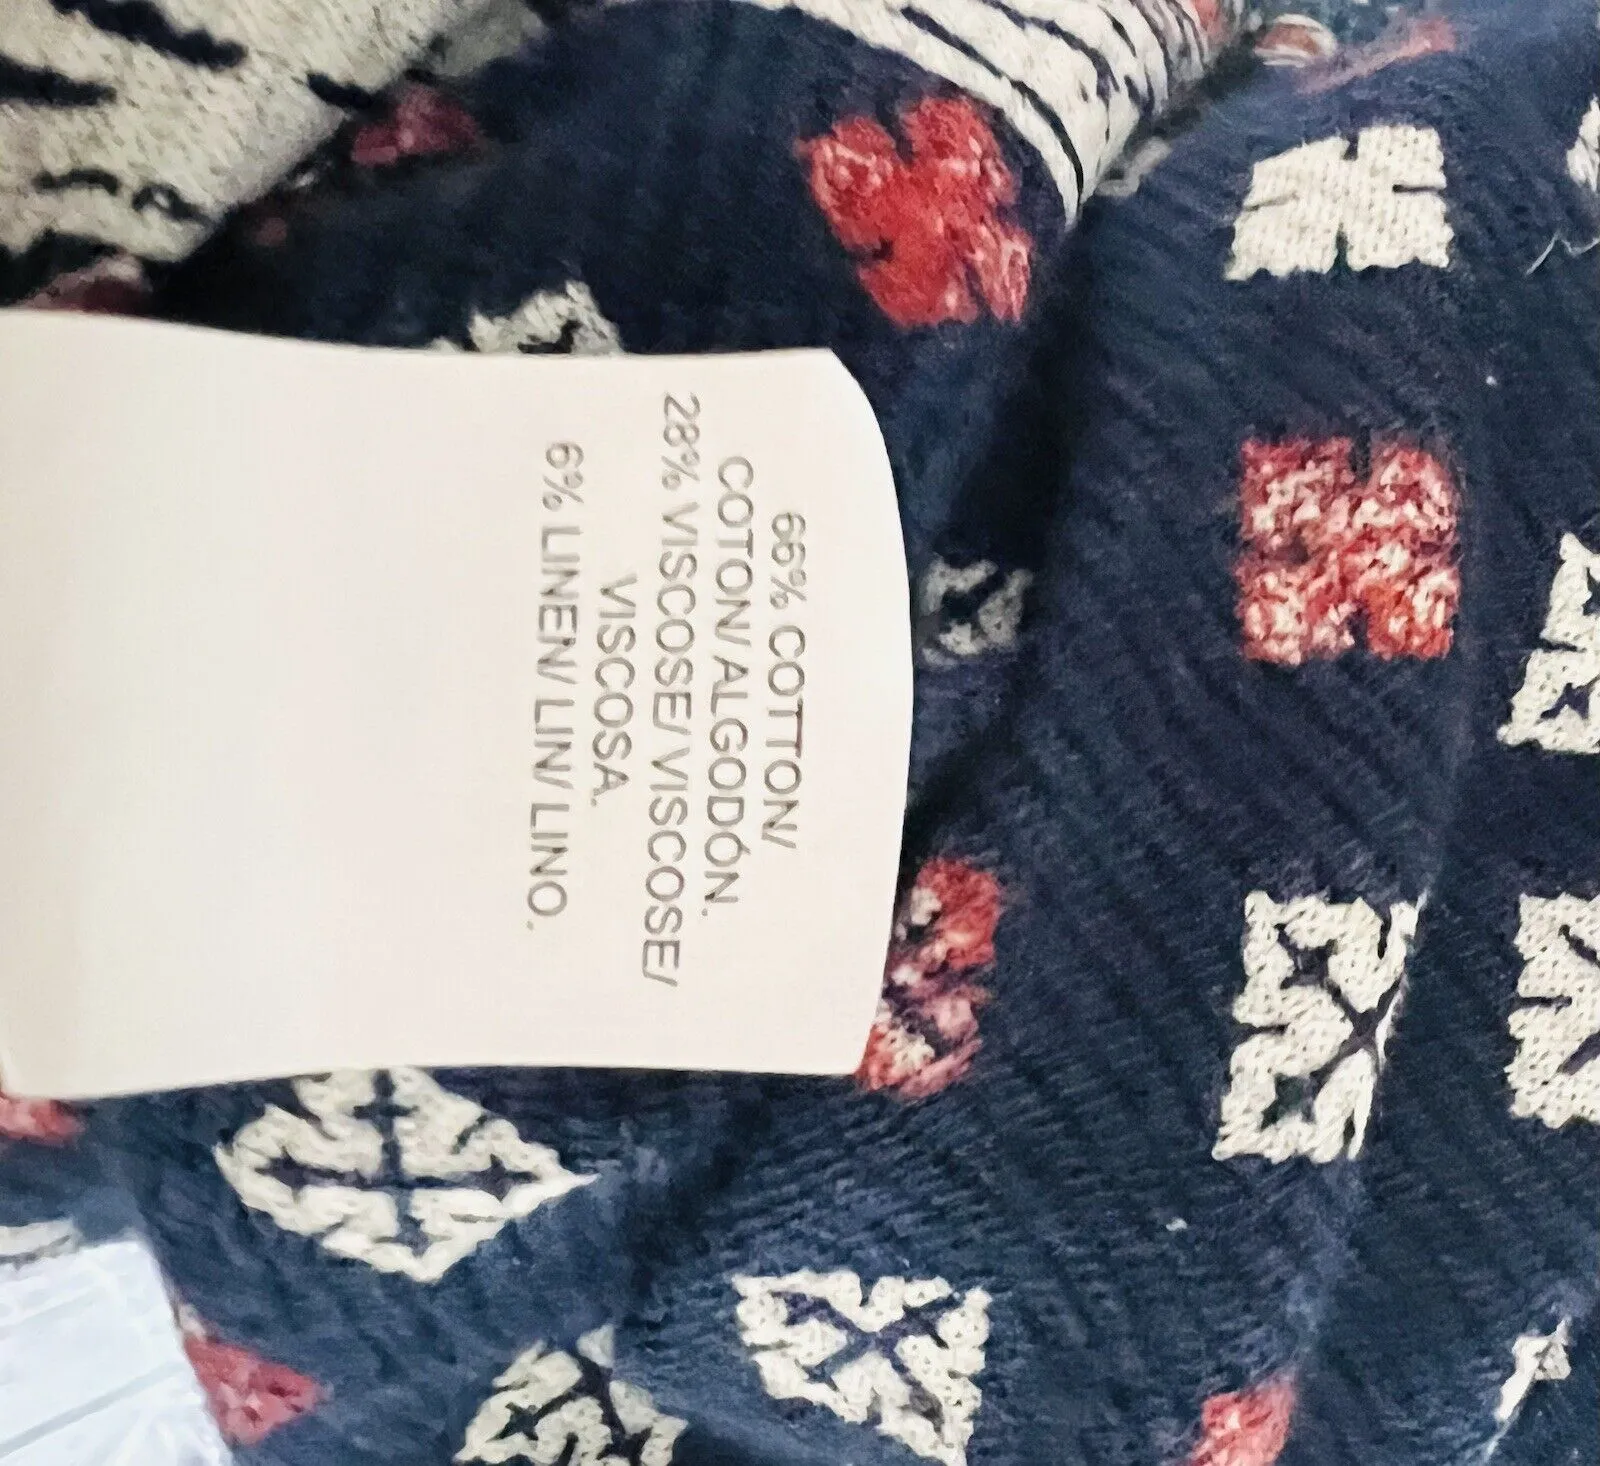 66% COTTON/
COTON/ ALGODÓN.
28% VISCOSE/ VISCOSE/
VISCOSA.
6% LINEN/ LIN/ LINO.